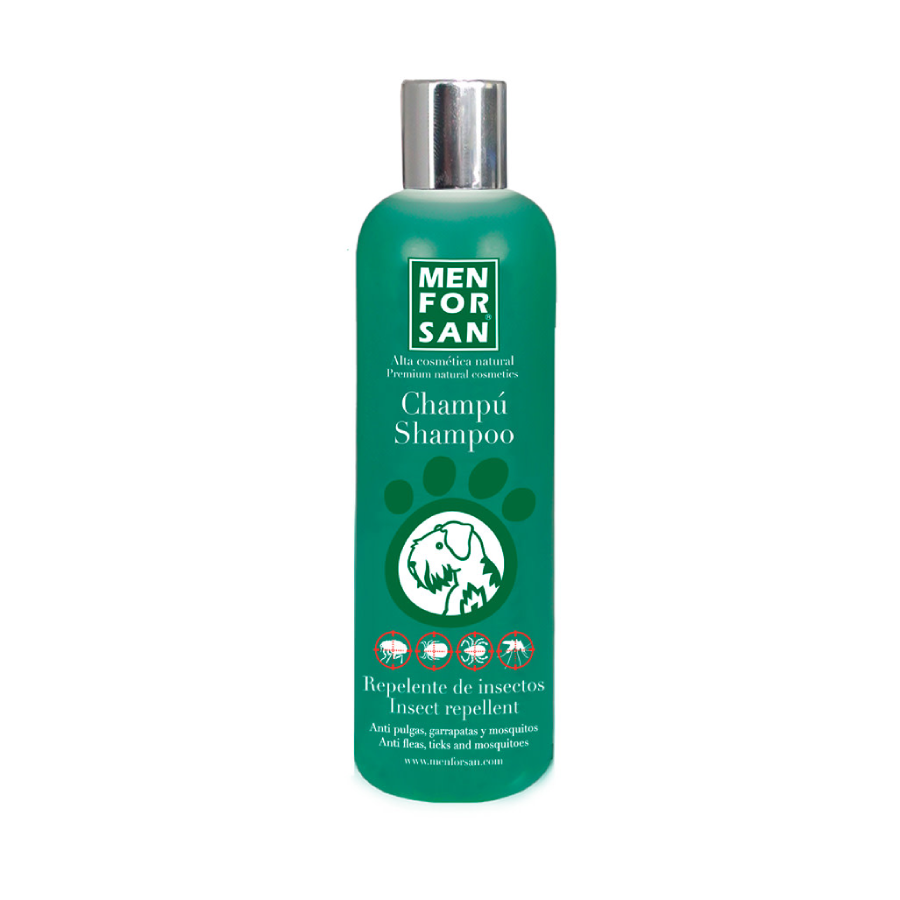 MEN
FOR
SAN®
Alta cosmética natural
Premium natural cosmetics
Champú
Shampoo
Repelente de insectos
Insect repellent
Anti pulgas, garrapatas y mosquitos
Anti fleas, ticks and mosquitoes
www.menforsan.com